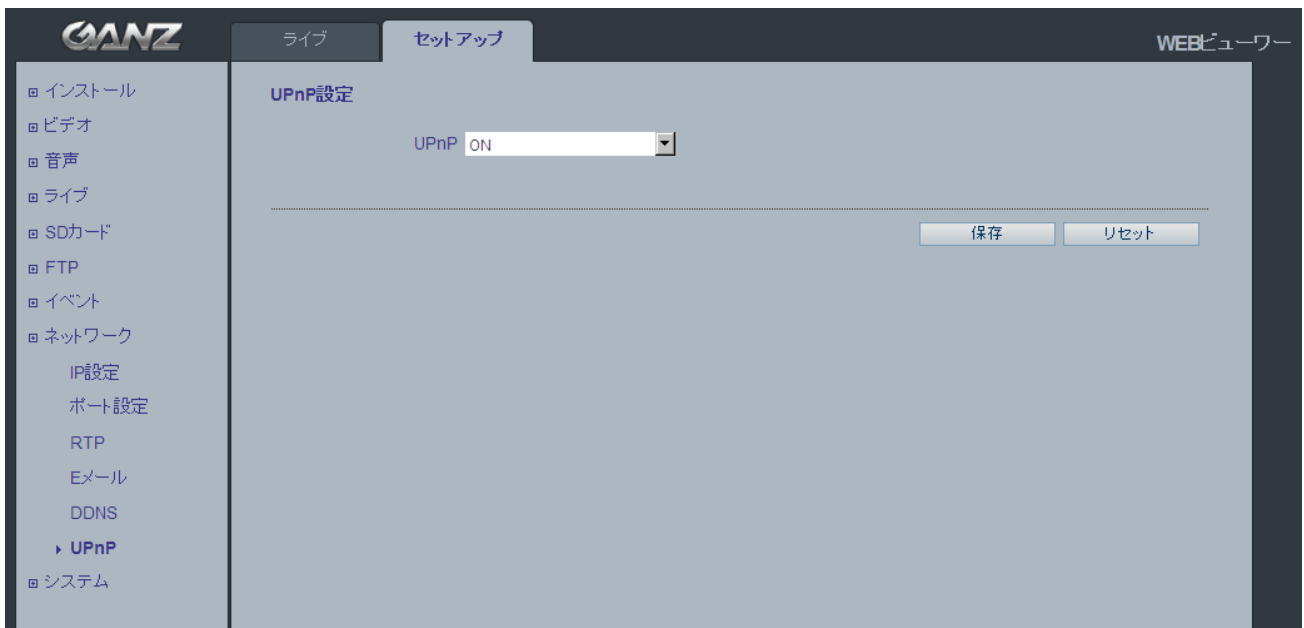 GANZ
ライブ
セットアップ
WEBビューワー
インストール
ビデオ
音声
ライブ
SDカード
FTP
イベント
ネットワーク
IP設定
ポート設定
RTP
Eメール
DDNS
UPnP
システム
UPnP設定
UPnP ON
保存 リセット